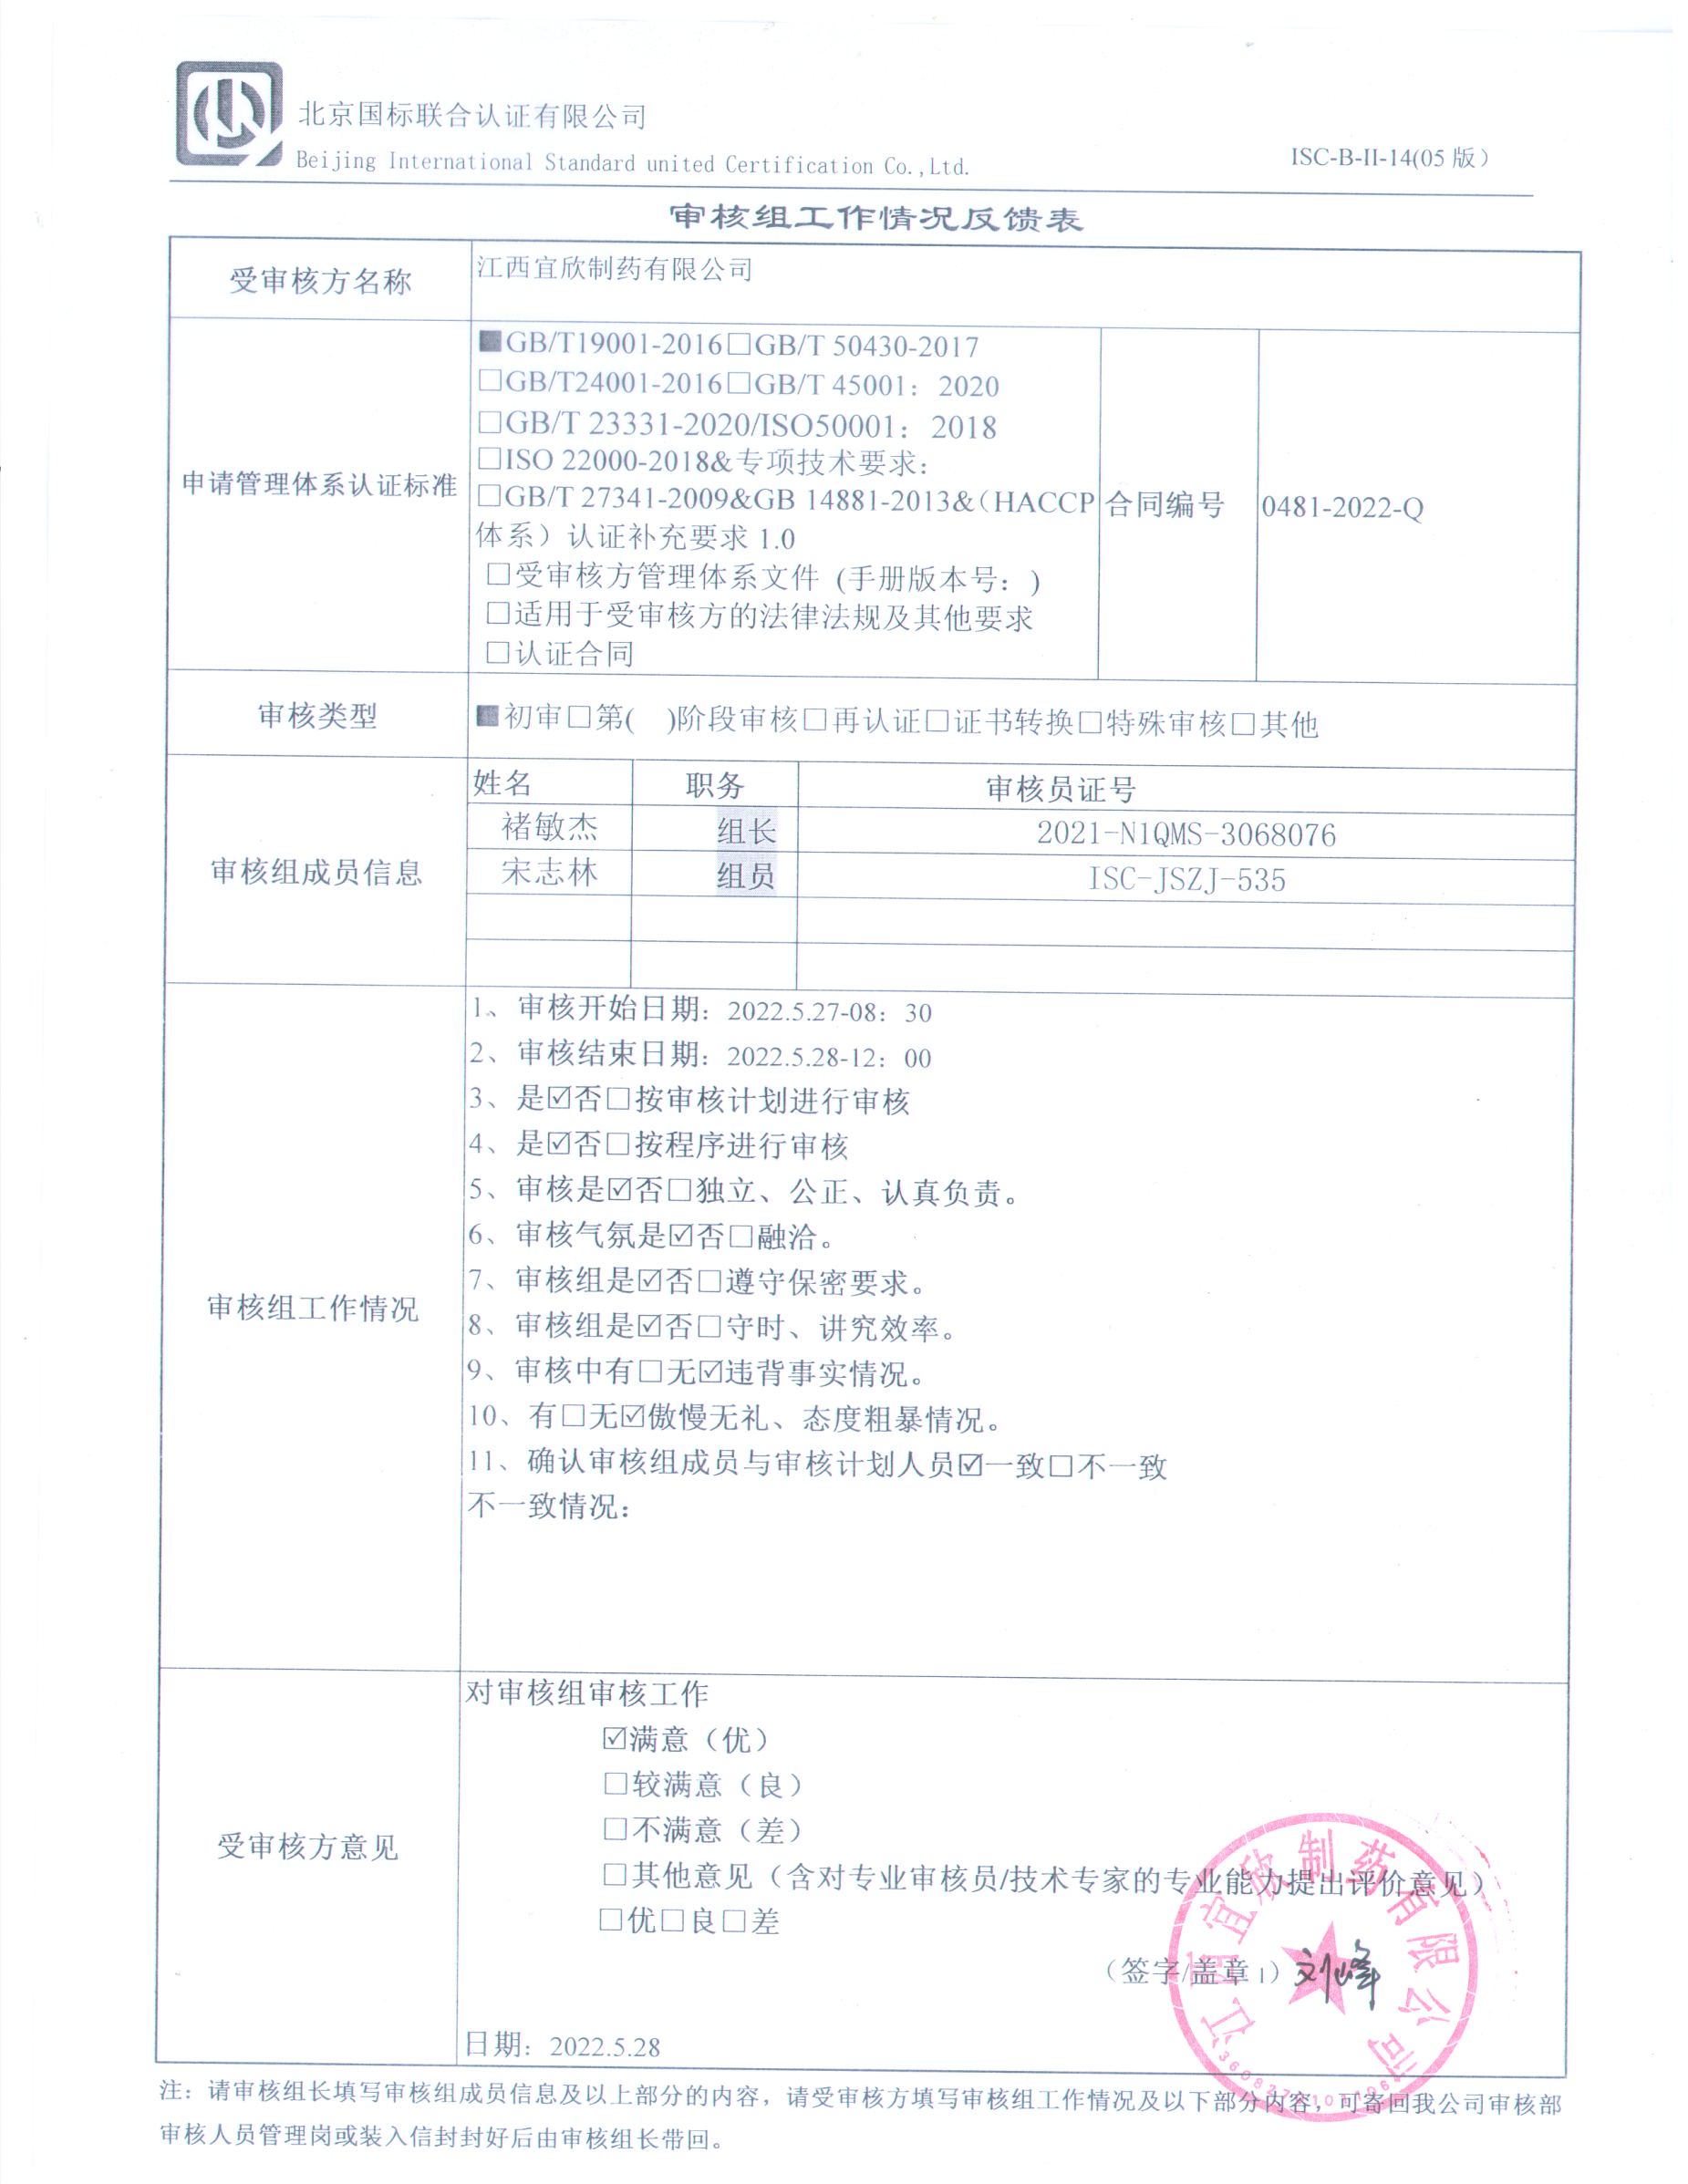 北京国标联合认证有限公司
Beijing International Standard united Certification Co.,Ltd.
ISC-B-II-14(05 版）
审核组工作情况反馈表
受审核方名称
江西宜欣制药有限公司
申请管理体系认证标准
■GB/T19001-2016□GB/T 50430-2017
□GB/T24001-2016□GB/T 45001：2020
□GB/T 23331-2020/ISO50001：2018
□ISO 22000-2018&专项技术要求:
□GB/T 27341-2009&GB 14881-2013&（HACCP
体系）认证补充要求 1.0
□受审核方管理体系文件 (手册版本号：)
□适用于受审核方的法律法规及其他要求
□认证合同
合同编号
0481-2022-Q
审核类型
■初审□第( )阶段审核□再认证□证书转换□特殊审核□其他
审核组成员信息
姓名 职务 审核员证号
褚敏杰 组长 2021-N1QMS-3068076
宋志林 组员 ISC-JSZJ-535
审核组工作情况
1、审核开始日期：2022.5.27-08：30
2、审核结束日期：2022.5.28-12：00
3、是☑否□按审核计划进行审核
4、是☑否□按程序进行审核
5、审核是☑否□独立、公正、认真负责。
6、审核气氛是☑否□融洽。
7、审核组是☑否□遵守保密要求。
8、审核组是☑否□守时、讲究效率。
9、审核中有□无☑违背事实情况。
10、有□无☑傲慢无礼、态度粗暴情况。
11、确认审核组成员与审核计划人员☑一致□不一致
不一致情况：
受审核方意见
对审核组审核工作
☑满意（优）
□较满意（良）
□不满意（差）
□其他意见（含对专业审核员/技术专家的专业能力提出评价意见）
□优□良□差
（签字/盖章）刘峰
江西宜欣制药有限公司
日期：2022.5.28
注：请审核组长填写审核组成员信息及以上部分的内容，请受审核方填写审核组工作情况及以下部分内容，可寄回我公司审核部
审核人员管理岗或装入信封封好后由审核组长带回。